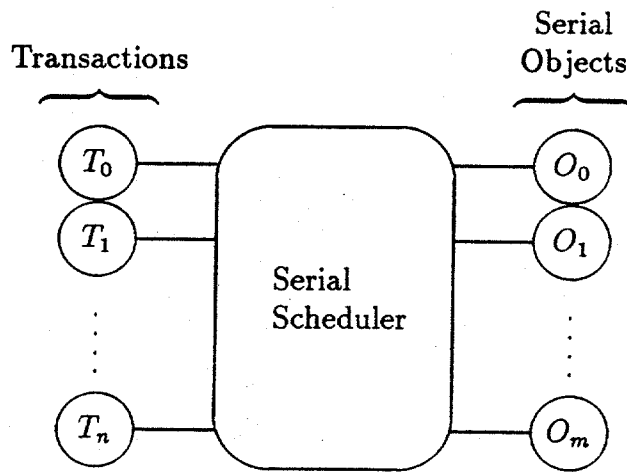 Transactions
Serial
Objects
T₀
O₀
T₁
O₁
Serial
Scheduler
Tₙ
Oₘ